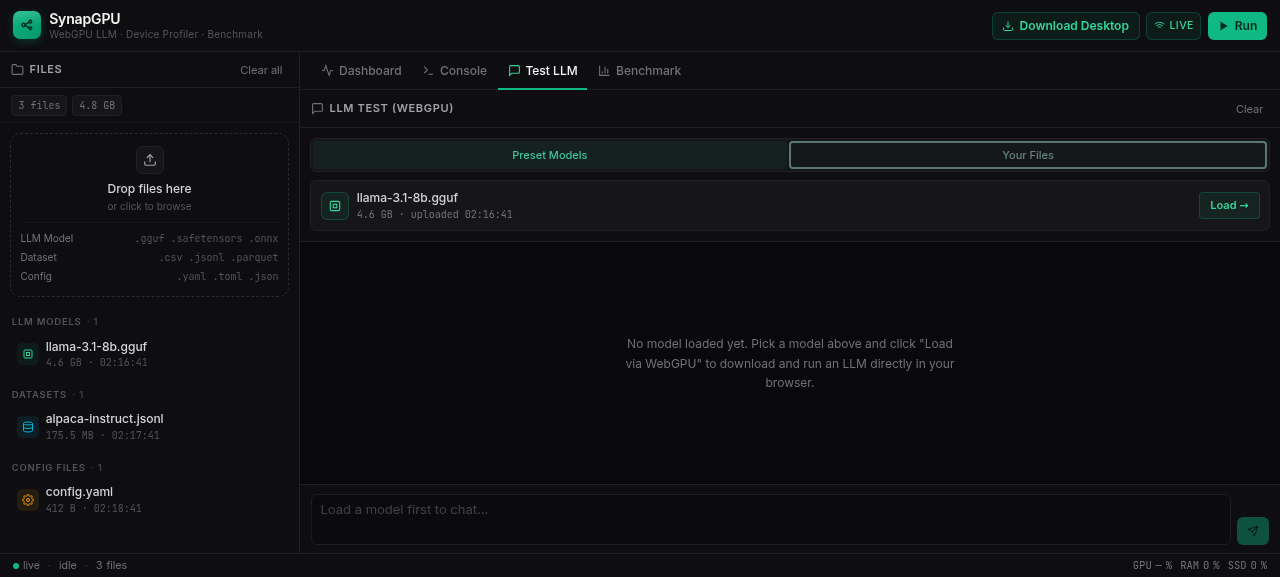 SynapGPU
WebGPU LLM · Device Profiler · Benchmark
Download Desktop
LIVE
Run
FILES
Clear all
3 files
4.8 GB
Drop files here
or click to browse
LLM Model .gguf .safetensors .onnx
Dataset .csv .jsonl .parquet
Config .yaml .toml .json
LLM MODELS · 1
llama-3.1-8b.gguf
4.6 GB · 02:16:41
DATASETS · 1
alpaca-instruct.jsonl
175.5 MB · 02:17:41
CONFIG FILES · 1
config.yaml
412 B · 02:18:41
Dashboard
Console
Test LLM
Benchmark
LLM TEST (WEBGPU)
Clear
Preset Models
Your Files
llama-3.1-8b.gguf
4.6 GB · uploaded 02:16:41
Load →
No model loaded yet. Pick a model above and click "Load
via WebGPU" to download and run an LLM directly in your
browser.
Load a model first to chat...
live · idle · 3 files
GPU — % RAM 0 % SSD 0 %